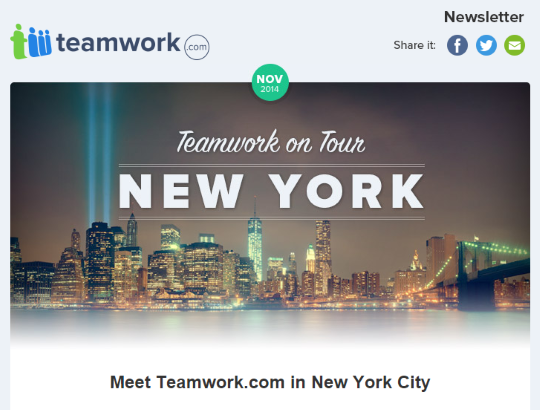 Newsletter
teamwork.com
Share it:
NOV
2014
Teamwork on Tour
NEW YORK
Meet Teamwork.com in New York City